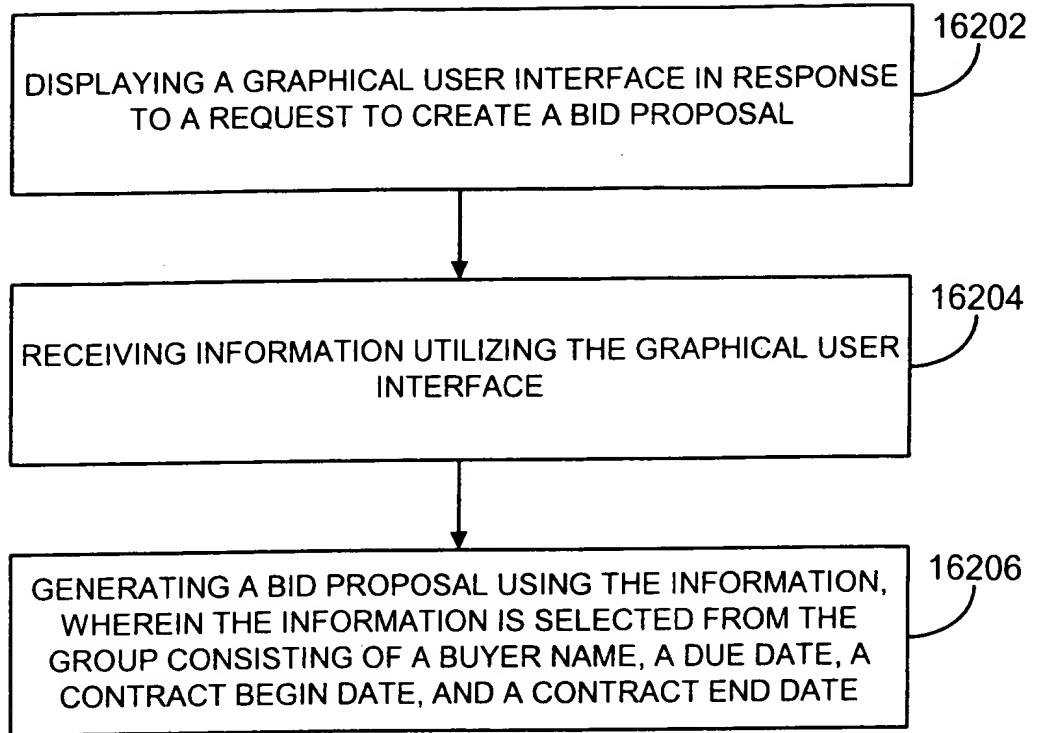 16202
DISPLAYING A GRAPHICAL USER INTERFACE IN RESPONSE
TO A REQUEST TO CREATE A BID PROPOSAL
16204
RECEIVING INFORMATION UTILIZING THE GRAPHICAL USER
INTERFACE
16206
GENERATING A BID PROPOSAL USING THE INFORMATION,
WHEREIN THE INFORMATION IS SELECTED FROM THE
GROUP CONSISTING OF A BUYER NAME, A DUE DATE, A
CONTRACT BEGIN DATE, AND A CONTRACT END DATE